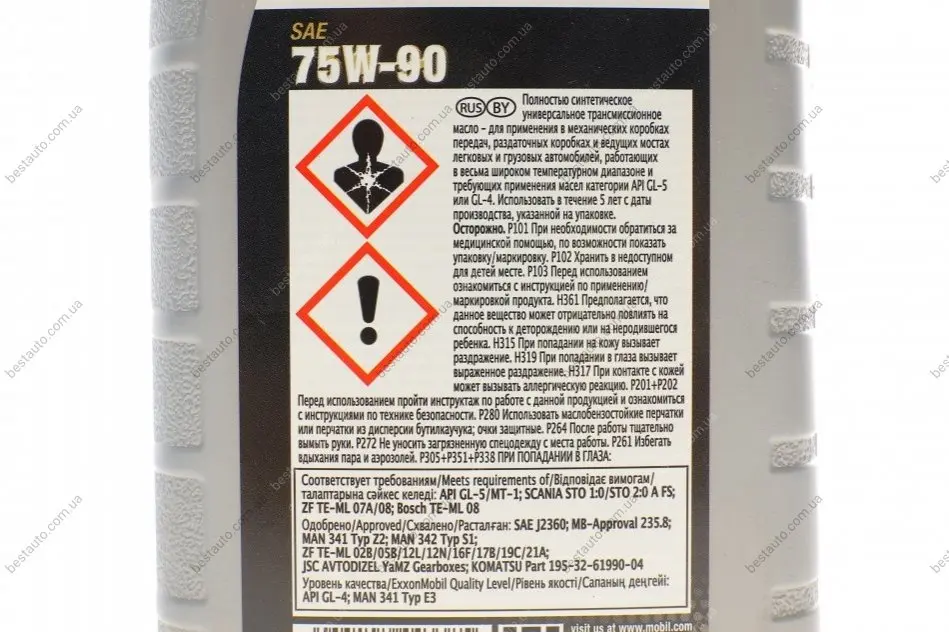 SAE
75W-90
RUS BY Полностью синтетическое
универсальное трансмиссионное
масло – для применения в механических коробках
передач, раздаточных коробках и ведущих мостах
легковых и грузовых автомобилей, работающих
в весьма широком температурном диапазоне и
требующих применения масел категории API GL-5
или GL-4. Использовать в течение 5 лет с даты
производства, указанной на упаковке.
Осторожно. P101 При необходимости обратиться за
медицинской помощью, по возможности показать
упаковку/маркировку. P102 Хранить в недоступном
для детей месте. P103 Перед использованием
ознакомиться с инструкцией по применению/
маркировкой продукта. H361 Предполагается, что
данное вещество может отрицательно повлиять на
способность к деторождению или на неродившегося
ребенка. H315 При попадании на кожу вызывает
раздражение. H319 При попадании в глаза вызывает
выраженное раздражение. H317 При контакте с кожей
может вызывать аллергическую реакцию. P201+P202
Перед использованием пройти инструктаж по работе с данной продукцией и ознакомиться
с инструкциями по технике безопасности. P280 Использовать маслобензостойкие перчатки
или перчатки из дисперсии бутилкаучука; очки защитные. P264 После работы тщательно
вымыть руки. P272 Не уносить загрязненную спецодежду с места работы. P261 Избегать
вдыхания пара и аэрозолей. P305+P351+P338 ПРИ ПОПАДАНИИ В ГЛАЗА:
Соответствует требованиям/Meets requirements of/Відповідає вимогам/
талаптарына сәйкес келеді: API GL-5/MT-1; SCANIA STO 1:0/STO 2:0 A FS;
ZF TE-ML 07A/08; Bosch TE-ML 08
Одобрено/Approved/Схвалено/Расталған: SAE J2360; MB-Approval 235.8;
MAN 341 Typ Z2; MAN 342 Typ S1;
ZF TE-ML 02B/05B/12L/12N/16F/17B/19C/21A;
JSC AVTODIZEL YaMZ Gearboxes; KOMATSU Part 195-32-61990-04
Уровень качества/ExxonMobil Quality Level/Рівень якості/Сапаның деңгейі:
API GL-4; MAN 341 Typ E3
visit us at www.mobil.com
bestauto.com.ua